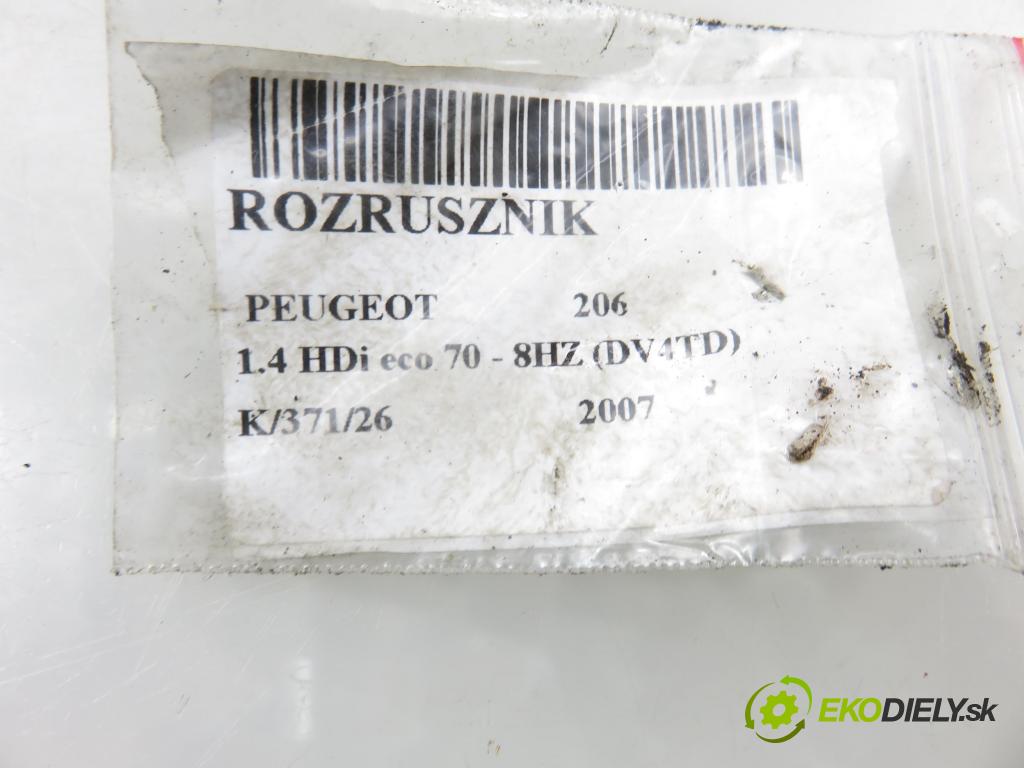 ROZRUSZNIK
PEUGEOT 206
1.4 HDi eco 70 - 8HZ (DV4TD)
K/371/26 2007
EKODIELY.sk